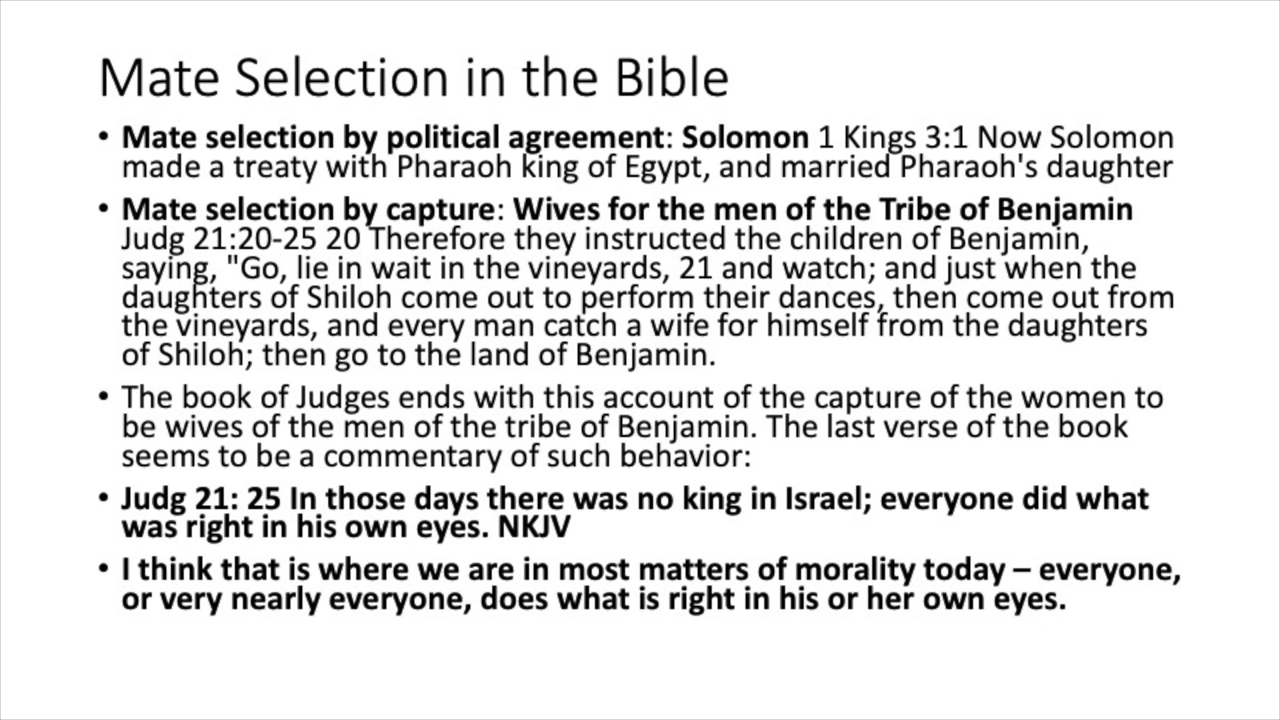 Mate Selection in the Bible
• Mate selection by political agreement: Solomon 1 Kings 3:1 Now Solomon
made a treaty with Pharaoh king of Egypt, and married Pharaoh's daughter
• Mate selection by capture: Wives for the men of the Tribe of Benjamin
Judg 21:20-25 20 Therefore they instructed the children of Benjamin,
saying, "Go, lie in wait in the vineyards, 21 and watch; and just when the
daughters of Shiloh come out to perform their dances, then come out from
the vineyards, and every man catch a wife for himself from the daughters
of Shiloh; then go to the land of Benjamin.
• The book of Judges ends with this account of the capture of the women to
be wives of the men of the tribe of Benjamin. The last verse of the book
seems to be a commentary of such behavior:
• Judg 21: 25 In those days there was no king in Israel; everyone did what
was right in his own eyes. NKJV
• I think that is where we are in most matters of morality today – everyone,
or very nearly everyone, does what is right in his or her own eyes.